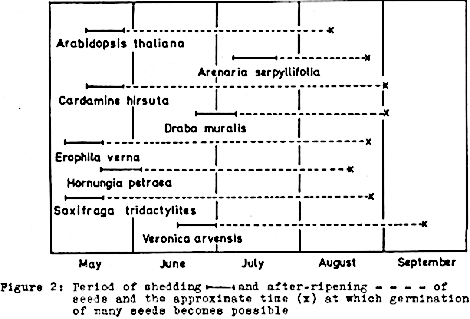 Arabidopsis thaliana
Arenaria serpyllifolia
Cardamine hirsuta
Draba muralis
Erophila verna
Hornungia petraea
Saxifraga tridactylites
Veronica arvensis
May June July August September
Figure 2: Period of shedding and after-ripening - - - - of
seeds and the approximate time (x) at which germination
of many seeds becomes possible